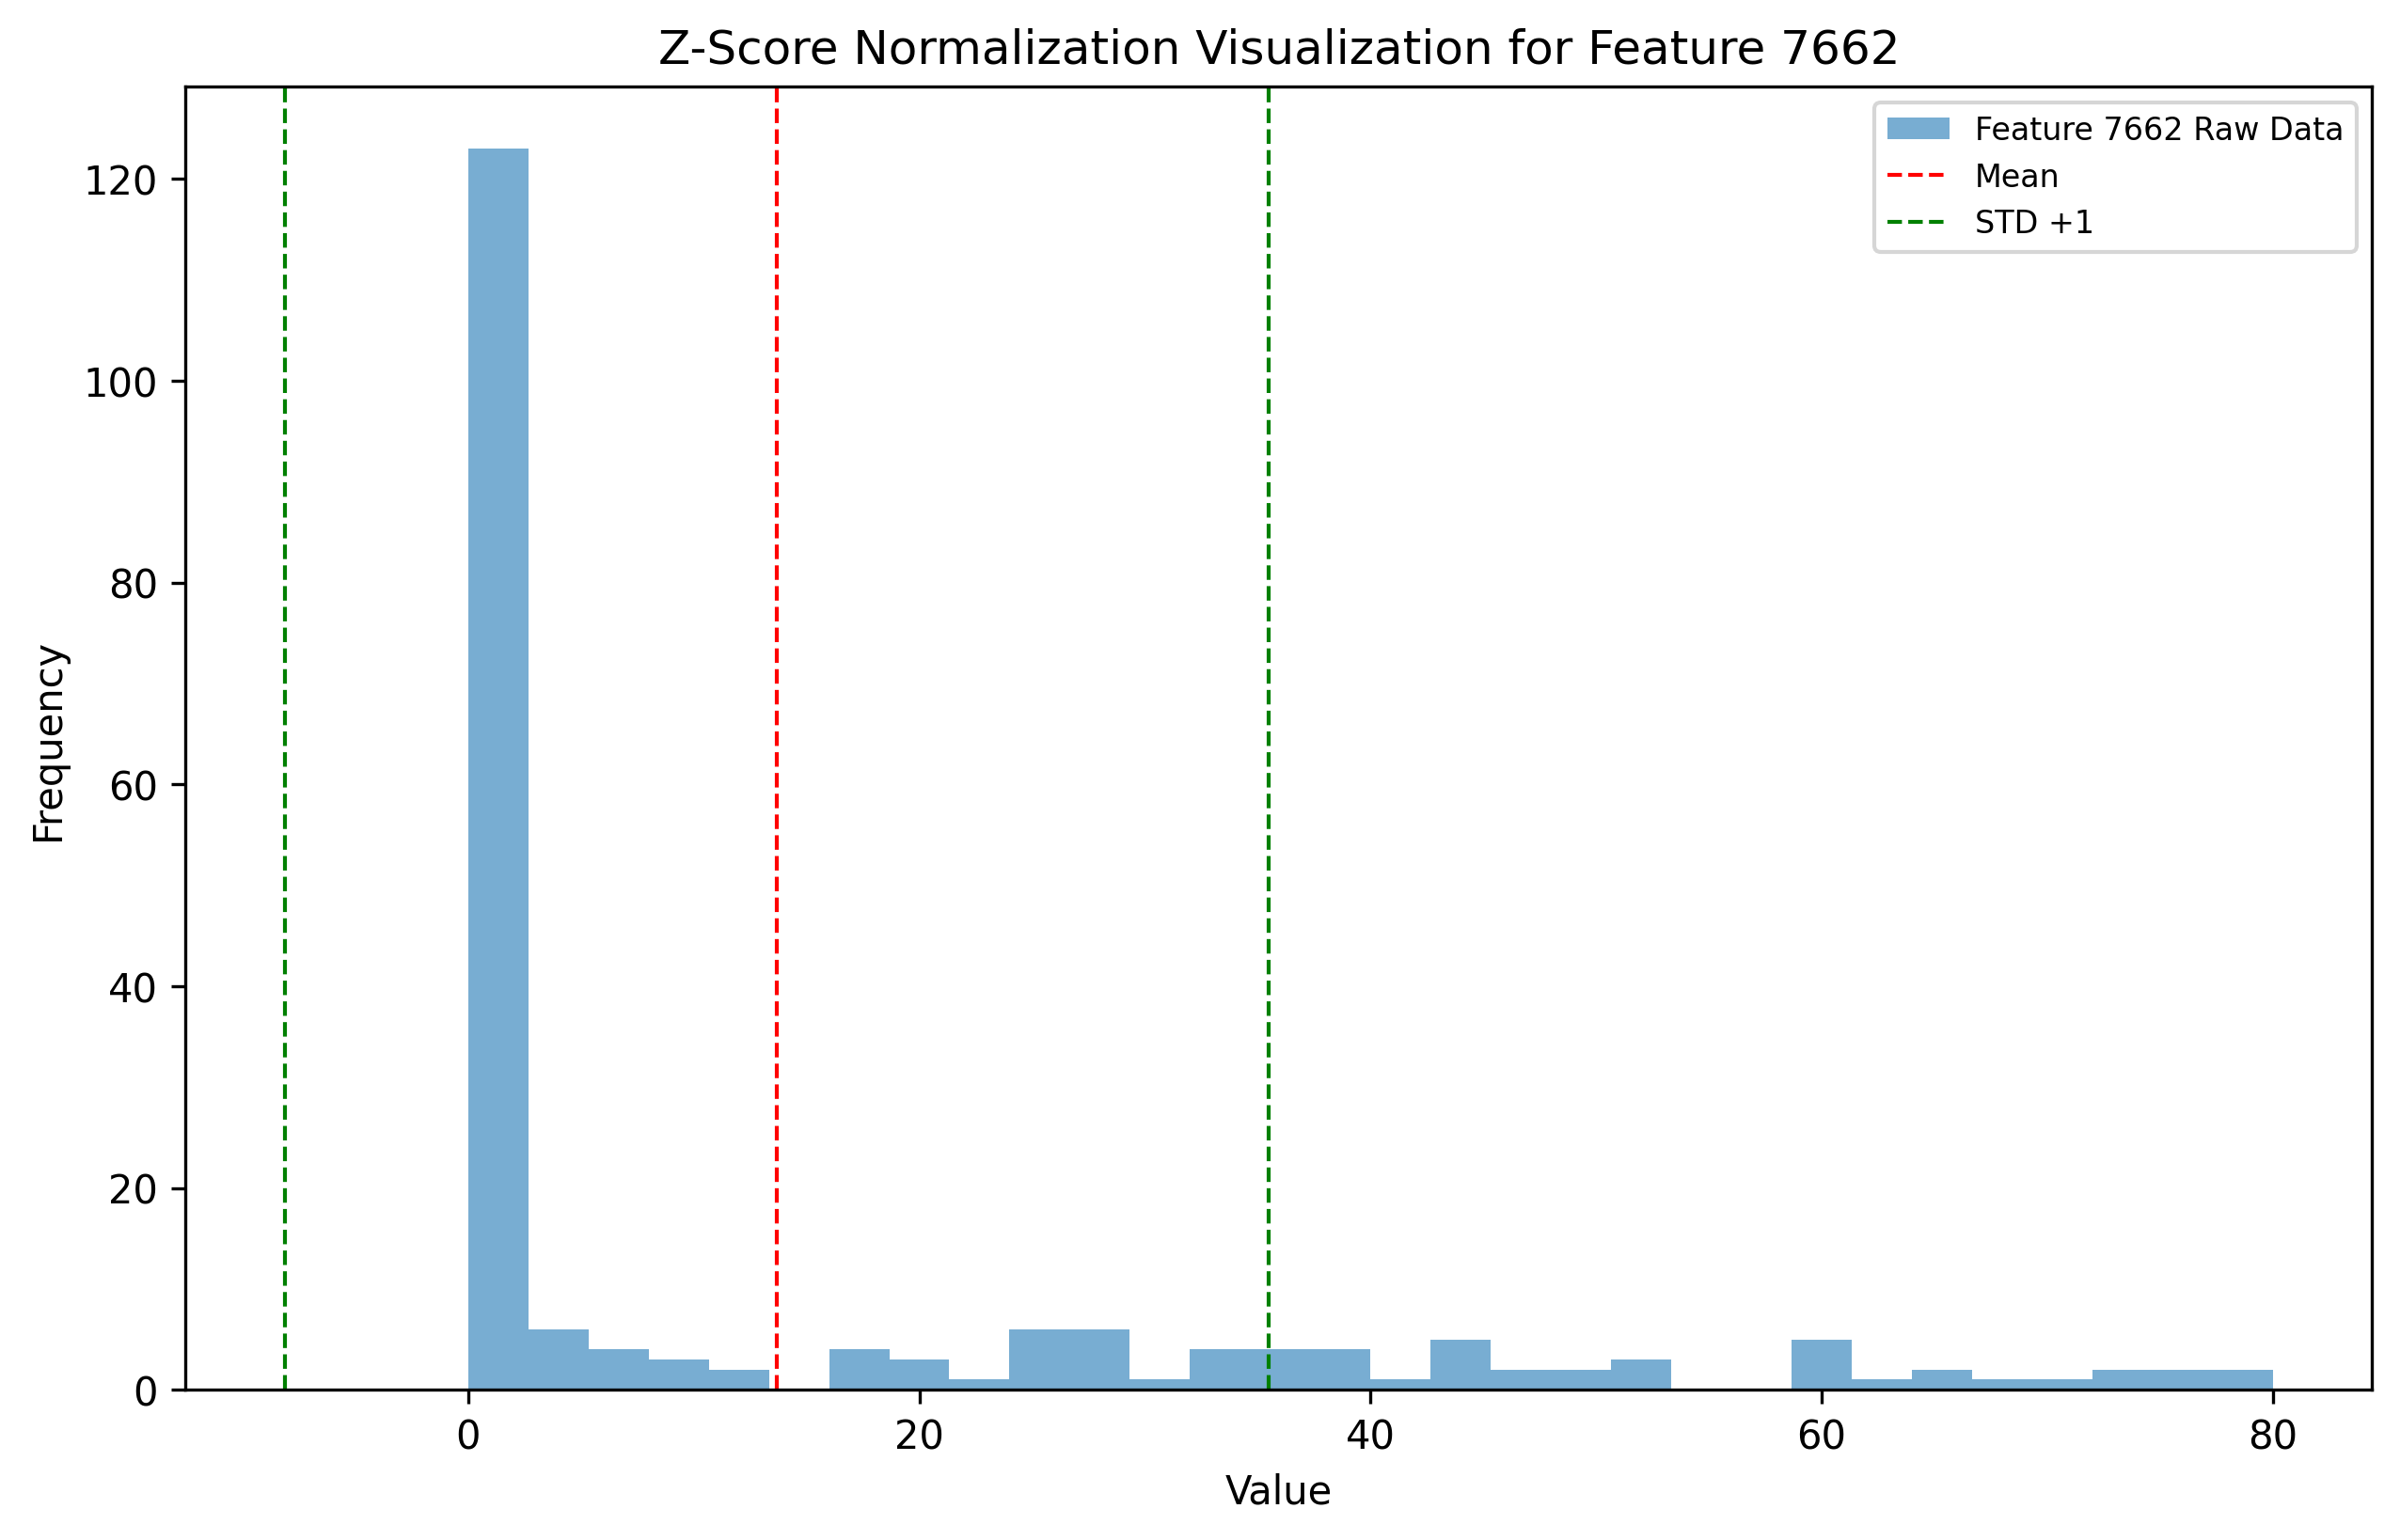 Z-Score Normalization Visualization for Feature 7662
Feature 7662 Raw Data
Mean
STD +1
Frequency
120
100
80
60
40
20
0
0 20 40 60 80
Value